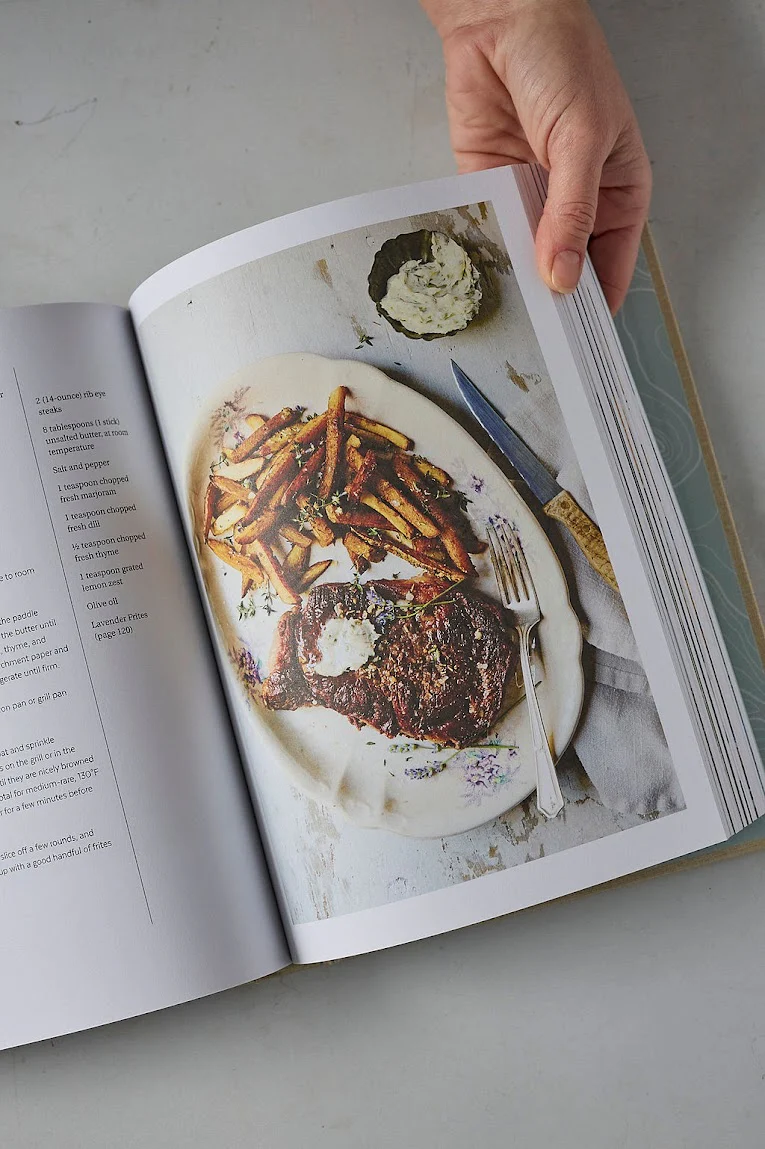 e to room
the paddle
the butter until
, thyme, and
chment paper and
gerate until firm.
on pan or grill pan
at and sprinkle
s on the grill or in the
til they are nicely browned
otal for medium-rare, 130°F
for a few minutes before
slice off a few rounds, and
up with a good handful of frites
2 (14-ounce) rib eye
steaks
8 tablespoons (1 stick)
unsalted butter, at room
temperature
Salt and pepper
1 teaspoon chopped
fresh marjoram
1 teaspoon chopped
fresh dill
½ teaspoon chopped
fresh thyme
1 teaspoon grated
lemon zest
Olive oil
Lavender Frites
(page 120)